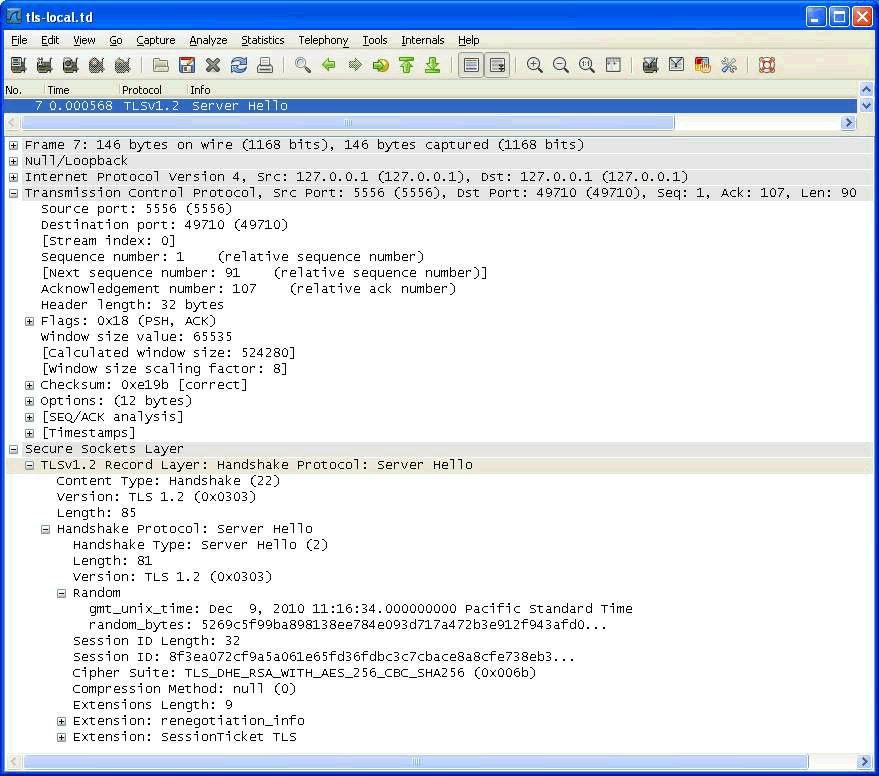 tls-local.td
File Edit View Go Capture Analyze Statistics Telephony Tools Internals Help
No. Time Protocol Info
7 0.000568 TLSv1.2 Server Hello
Frame 7: 146 bytes on wire (1168 bits), 146 bytes captured (1168 bits)
Null/Loopback
Internet Protocol Version 4, Src: 127.0.0.1 (127.0.0.1), Dst: 127.0.0.1 (127.0.0.1)
Transmission Control Protocol, Src Port: 5556 (5556), Dst Port: 49710 (49710), Seq: 1, Ack: 107, Len: 90
Source port: 5556 (5556)
Destination port: 49710 (49710)
[Stream index: 0]
Sequence number: 1 (relative sequence number)
[Next sequence number: 91 (relative sequence number)]
Acknowledgement number: 107 (relative ack number)
Header length: 32 bytes
Flags: 0x18 (PSH, ACK)
Window size value: 65535
[Calculated window size: 524280]
[Window size scaling factor: 8]
Checksum: 0xe19b [correct]
Options: (12 bytes)
[SEQ/ACK analysis]
[Timestamps]
Secure Sockets Layer
TLSv1.2 Record Layer: Handshake Protocol: Server Hello
Content Type: Handshake (22)
Version: TLS 1.2 (0x0303)
Length: 85
Handshake Protocol: Server Hello
Handshake Type: Server Hello (2)
Length: 81
Version: TLS 1.2 (0x0303)
Random
gmt_unix_time: Dec 9, 2010 11:16:34.000000000 Pacific Standard Time
random_bytes: 5269c5f99ba898138ee784e093d717a472b3e912f943afd0...
Session ID Length: 32
Session ID: 8f3ea072cf9a5a061e65fd36fdbc3c7cbace8a8cfe738eb3...
Cipher Suite: TLS_DHE_RSA_WITH_AES_256_CBC_SHA256 (0x006b)
Compression Method: null (0)
Extensions Length: 9
Extension: renegotiation_info
Extension: SessionTicket TLS